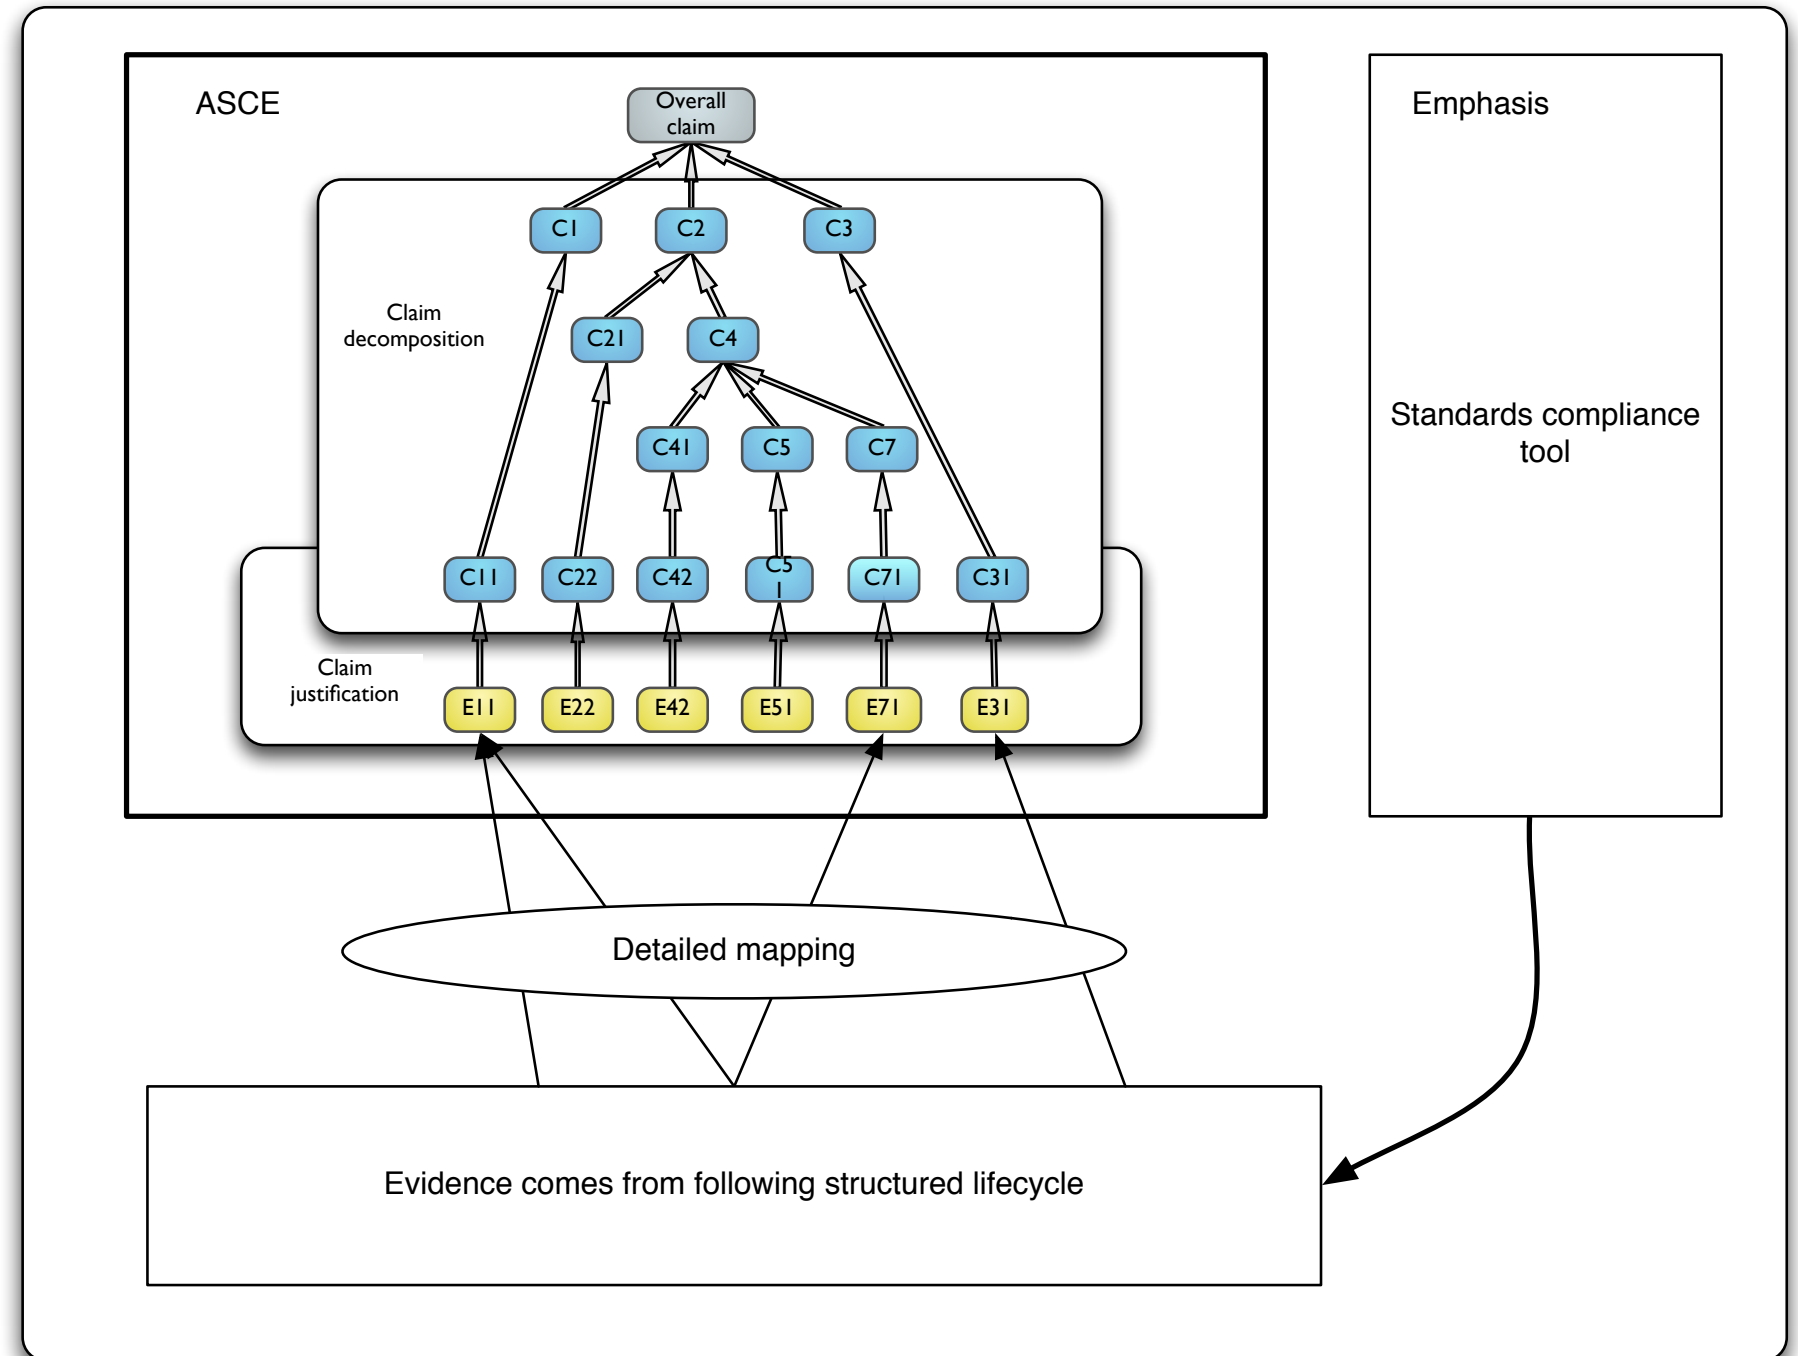 ASCE
Overall
claim
Emphasis
C1
C2
C3
Claim
decomposition
C21
C4
C41
C5
C7
Standards compliance
tool
C11
C22
C42
C5
1
C71
C31
Claim
justification
E11
E22
E42
E51
E71
E31
Detailed mapping
Evidence comes from following structured lifecycle